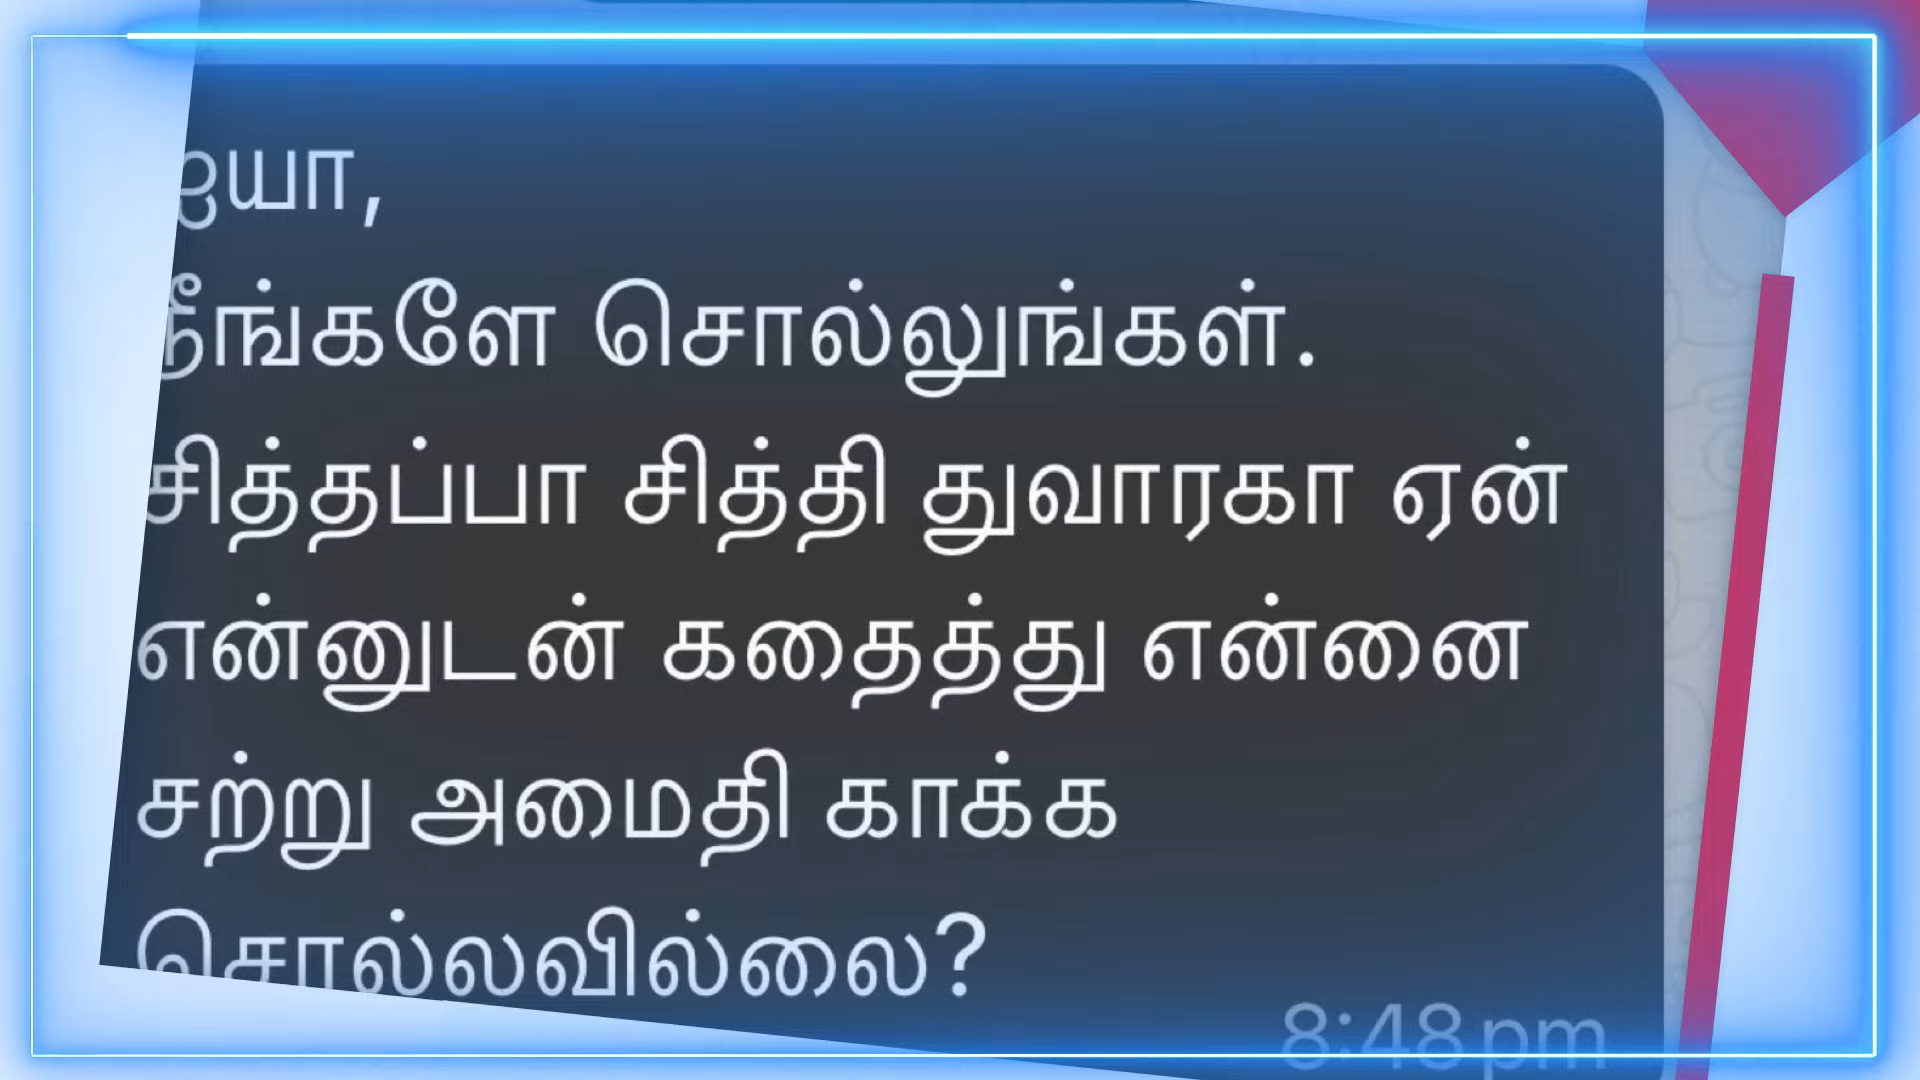 ஐயா,
நீங்களே சொல்லுங்கள்.
சித்தப்பா சித்தி துவாரகா ஏன்
என்னுடன் கதைத்து என்னை
சற்று அமைதி காக்க
சொல்லவில்லை?
8:48 pm